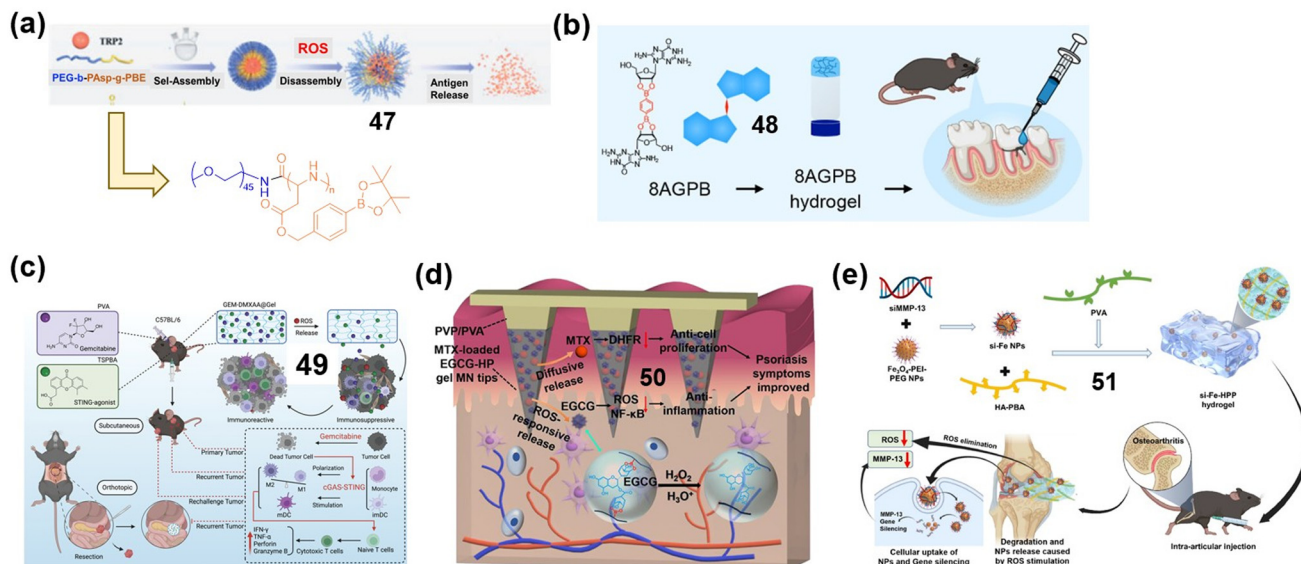 (a)
TRP2
PEG-b-PAsp-g-PBE
Sel-Assembly
ROS
Disassembly
Antigen
Release
47
O
45
N
H
O
H
N
n
O
O
B
O
O
(b)
8AGPB
48
8AGPB
hydrogel
(c)
PVA
Gemcitabine
TSPBA
STING-agonist
C57BL/6
GEM-DMXAA@Gel
ROS
Release
49
Immunoreactive
Immunosuppressive
Subcutaneous
Primary Tumor
Recurrent Tumor
Rechallenge Tumor
Orthotopic
Recurrent Tumor
Resection
Gemcitabine
Dead Tumor Cell
Tumor Cell
Polarization
M2
M1
cGAS-STING
Monocyte
Stimulation
mDC
imDC
IFN-γ
TNF-α
Perforin
Granzyme B
Cytotoxic T cells
Naive T cells
(d)
PVP/PVA
MTX-loaded
EGCG-HP
gel MN tips
MTX
DHFR
Anti-cell
proliferation
Diffusive release
50
Psoriasis
symptoms
improved
EGCG
ROS
NF-κB
Anti-
inflammation
ROS-
responsive
release
EGCG
H₂O₂
H₃O⁺
(e)
siMMP-13
+
Fe₃O₄-PEI-
PEG NPs
si-Fe NPs
+
HA-PBA
PVA
51
si-Fe-HPP
hydrogel
ROS
MMP-13
ROS elimination
MMP-13
Gene
Silencing
Cellular uptake of
NPs and Gene silencing
Degradation and
NPs release caused
by ROS stimulation
Osteoarthritis
Intra-articular Injection